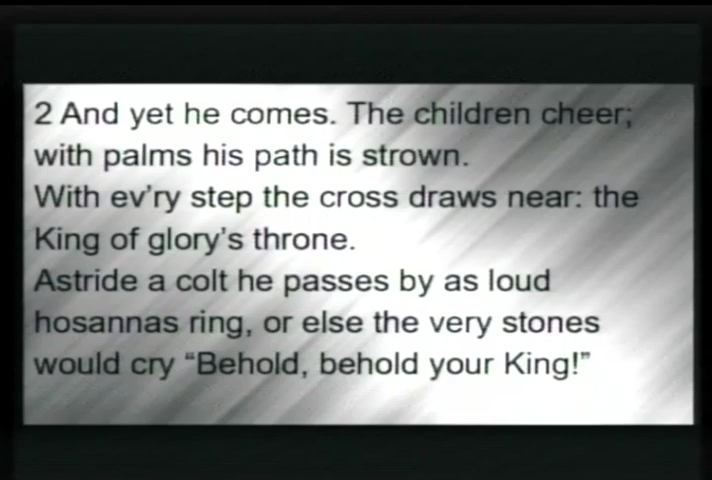 2 And yet he comes. The children cheer;
with palms his path is strown.
With ev’ry step the cross draws near: the
King of glory’s throne.
Astride a colt he passes by as loud
hosannas ring, or else the very stones
would cry “Behold, behold your King!”